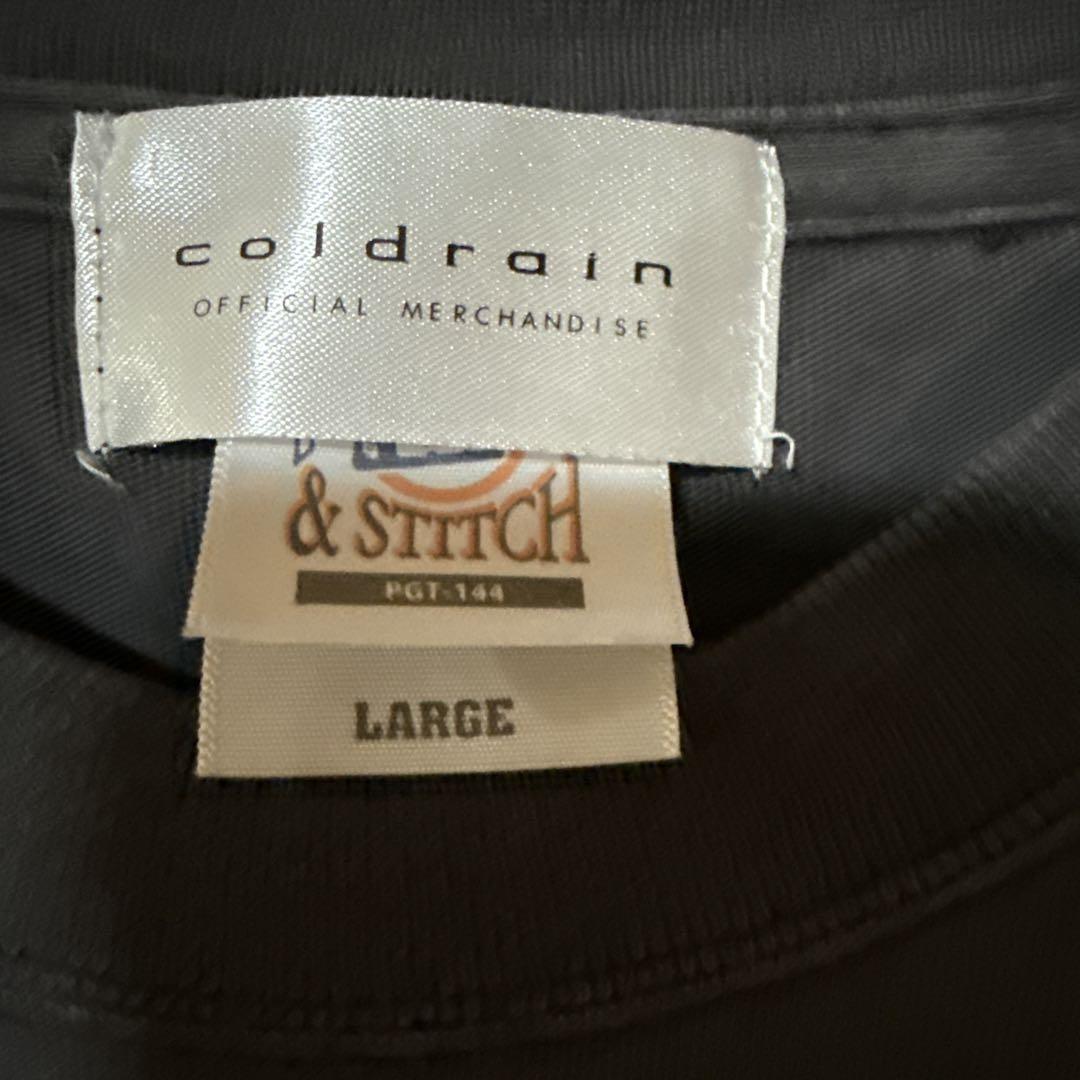 coldrain
OFFICIAL MERCHANDISE
& STITCH
PGT-144
LARGE